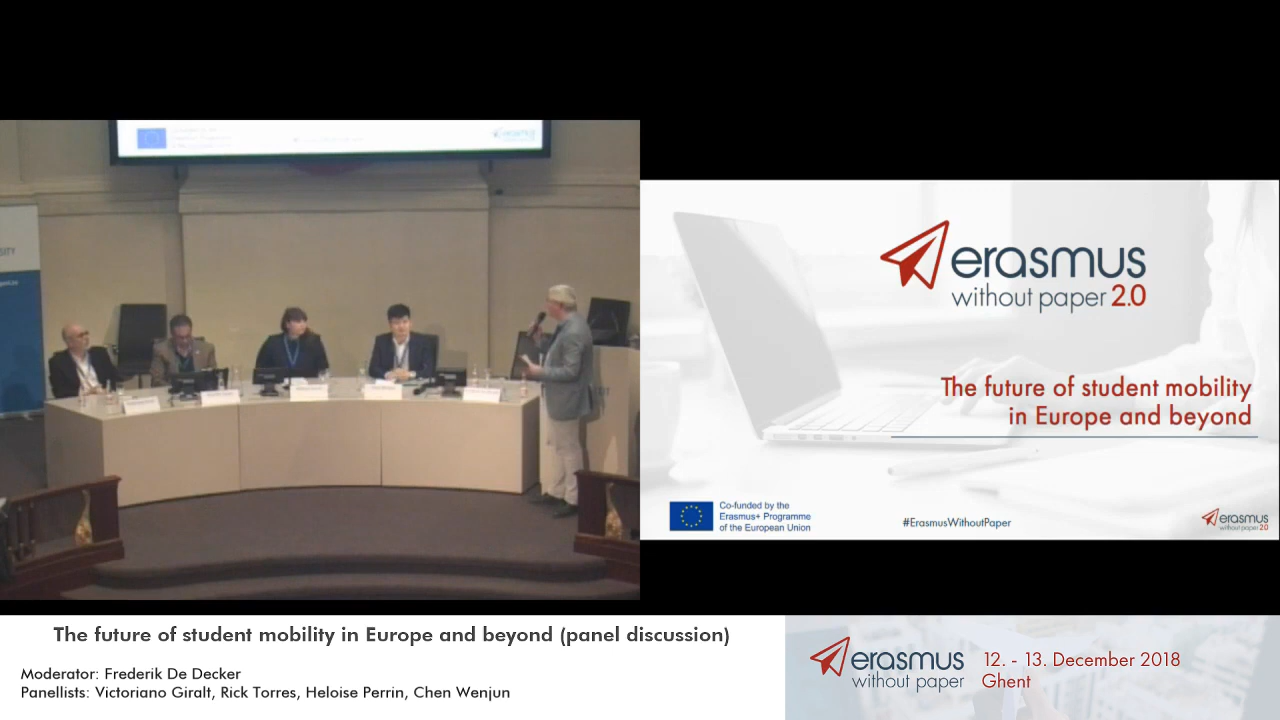 SITY
erasmus
without paper 2.0
The future of student mobility
in Europe and beyond
Co-funded by the
Erasmus+ Programme
of the European Union
#ErasmusWithoutPaper
erasmus
without paper 2.0
The future of student mobility in Europe and beyond (panel discussion)
Moderator: Frederik De Decker
Panellists: Victoriano Giralt, Rick Torres, Heloise Perrin, Chen Wenjun
erasmus
without paper
12. - 13. December 2018
Ghent